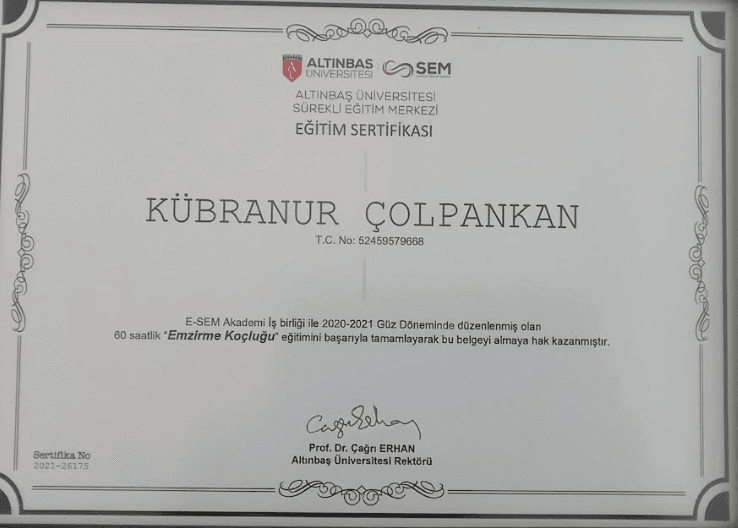 ALTINBAŞ
ÜNİVERSİTESİ
SEM
ALTINBAŞ ÜNİVERSİTESİ
SÜREKLİ EĞİTİM MERKEZİ
EĞİTİM SERTİFİKASI
KÜBRANUR ÇOLPANKAN
T.C. No: 52459579668
E-SEM Akademi İş birliği ile 2020-2021 Güz Döneminde düzenlenmiş olan
60 saatlik "Emzirme Koçluğu" eğitimini başarıyla tamamlayarak bu belgeyi almaya hak kazanmıştır.
Prof. Dr. Çağrı ERHAN
Altınbaş Üniversitesi Rektörü
Sertifika No
2021-26175